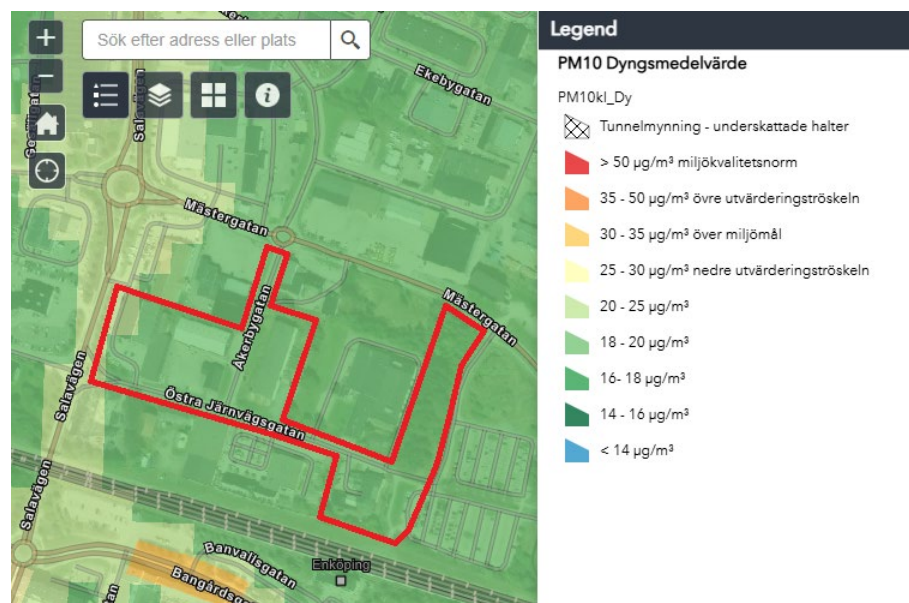 Sök efter adress eller plats
Salavägen
Ekebygatan
Mästergatan
Mästergatan
Åkerbygatan
Östra Järnvägsgatan
Salavägen
Salavägen
Banvallsgatan
Enköping
Legend
PM10 Dyngsmedelvärde
PM10kl_Dy
Tunnelmynning - underskattade halter
> 50 µg/m³ miljökvalitetsnorm
35 - 50 µg/m³ övre utvärderingströskeln
30 - 35 µg/m³ över miljömål
25 - 30 µg/m³ nedre utvärderingströskeln
20 - 25 µg/m³
18 - 20 µg/m³
16- 18 µg/m³
14 - 16 µg/m³
< 14 µg/m³